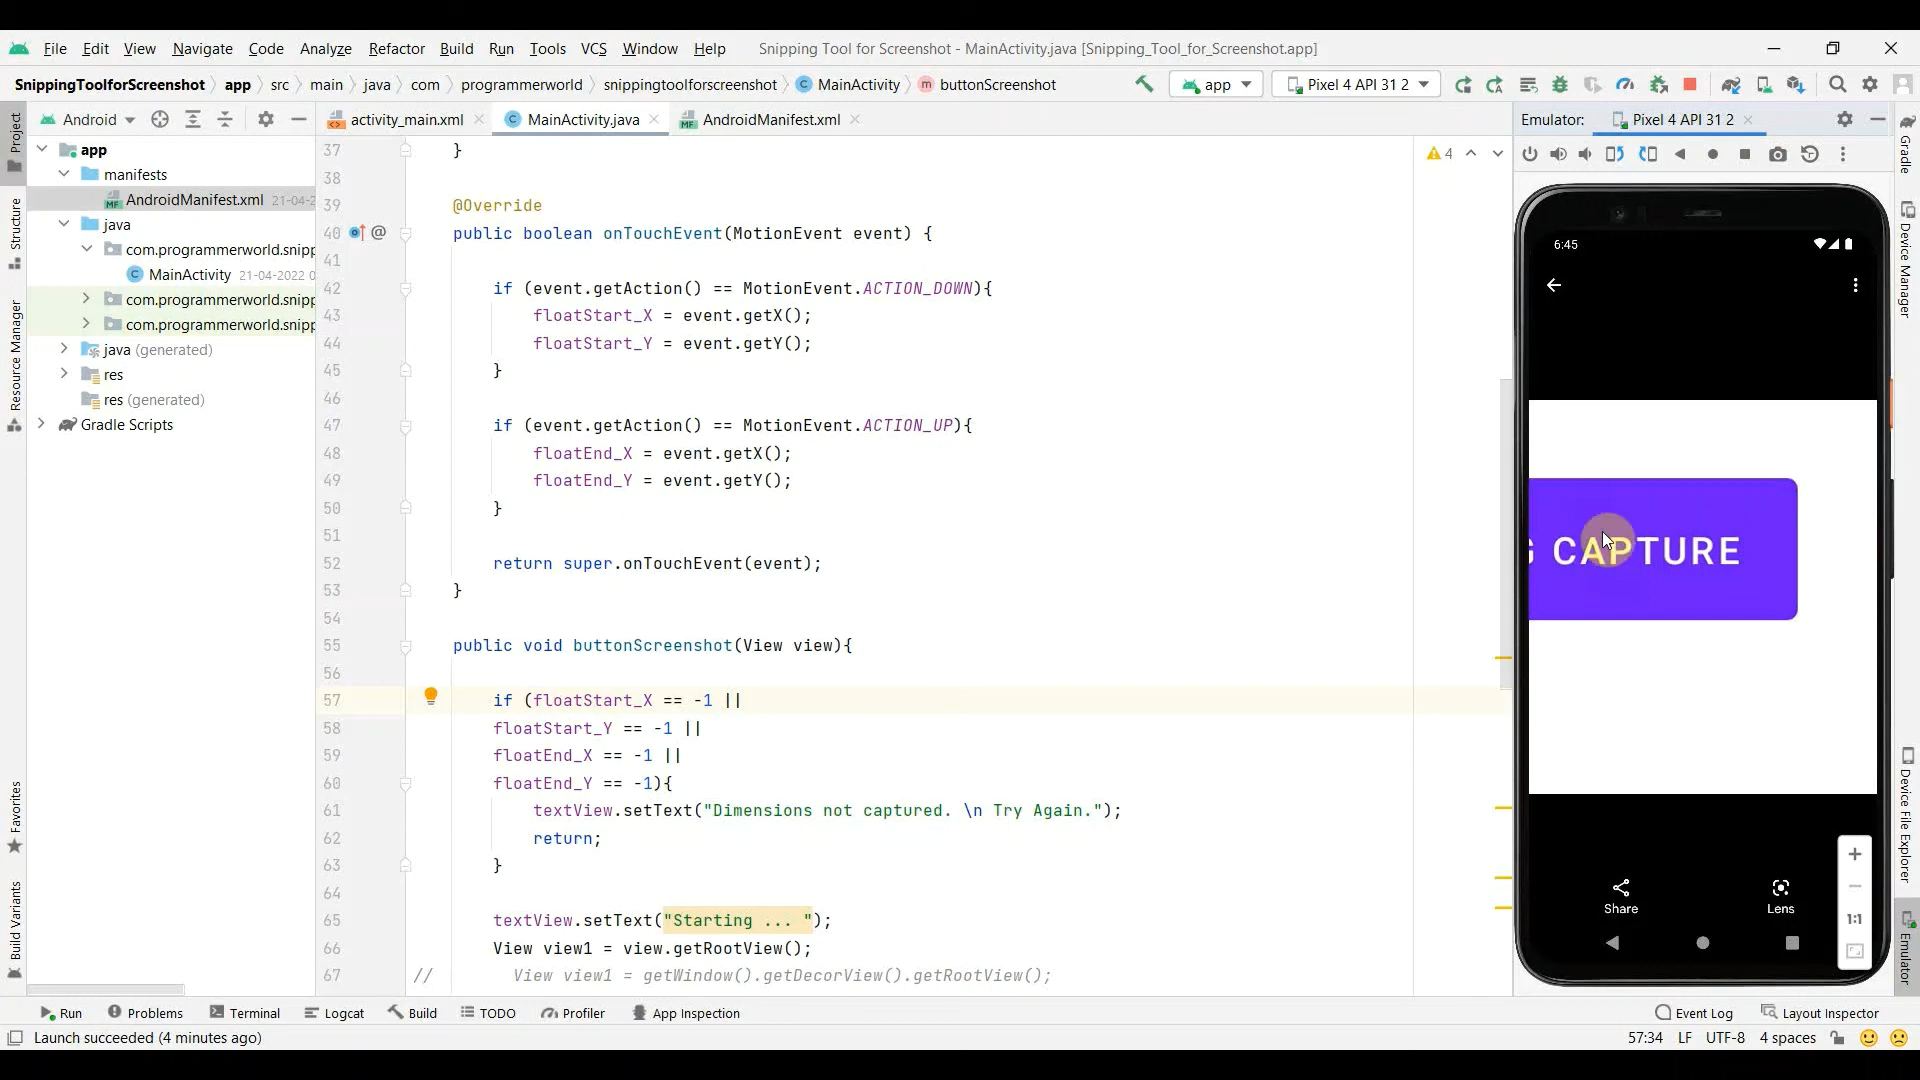 File Edit View Navigate Code Analyze Refactor Build Run Tools VCS Window Help Snipping Tool for Screenshot - MainActivity.java [Snipping_Tool_for_Screenshot.app]
SnippingToolforScreenshot app src main java com programmerworld snippingtoolforscreenshot MainActivity buttonScreenshot app Pixel 4 API 31 2
Android activity_main.xml MainActivity.java AndroidManifest.xml Emulator: Pixel 4 API 31 2
Project
Structure
Resource Manager
Favorites
Build Variants
app
manifests
AndroidManifest.xml 21-04-2
java
com.programmerworld.snipp
MainActivity 21-04-2022 0
com.programmerworld.snipp
com.programmerworld.snipp
java (generated)
res
res (generated)
Gradle Scripts
4
37 }
38
39 @Override
40 public boolean onTouchEvent(MotionEvent event) {
41
42 if (event.getAction() == MotionEvent.ACTION_DOWN){
43 floatStart_X = event.getX();
44 floatStart_Y = event.getY();
45 }
46
47 if (event.getAction() == MotionEvent.ACTION_UP){
48 floatEnd_X = event.getX();
49 floatEnd_Y = event.getY();
50 }
51
52 return super.onTouchEvent(event);
53 }
54
55 public void buttonScreenshot(View view){
56
57 if (floatStart_X == -1 ||
58 floatStart_Y == -1 ||
59 floatEnd_X == -1 ||
60 floatEnd_Y == -1){
61 textView.setText("Dimensions not captured. \n Try Again.");
62 return;
63 }
64
65 textView.setText("Starting ... ");
66 View view1 = view.getRootView();
67 // View view1 = getWindow().getDecorView().getRootView();
6:45
G CAPTURE
Share Lens
1:1
Gradle
Device Manager
Device File Explorer
Emulator
Run Problems Terminal Logcat Build TODO Profiler App Inspection Event Log Layout Inspector
Launch succeeded (4 minutes ago) 57:34 LF UTF-8 4 spaces